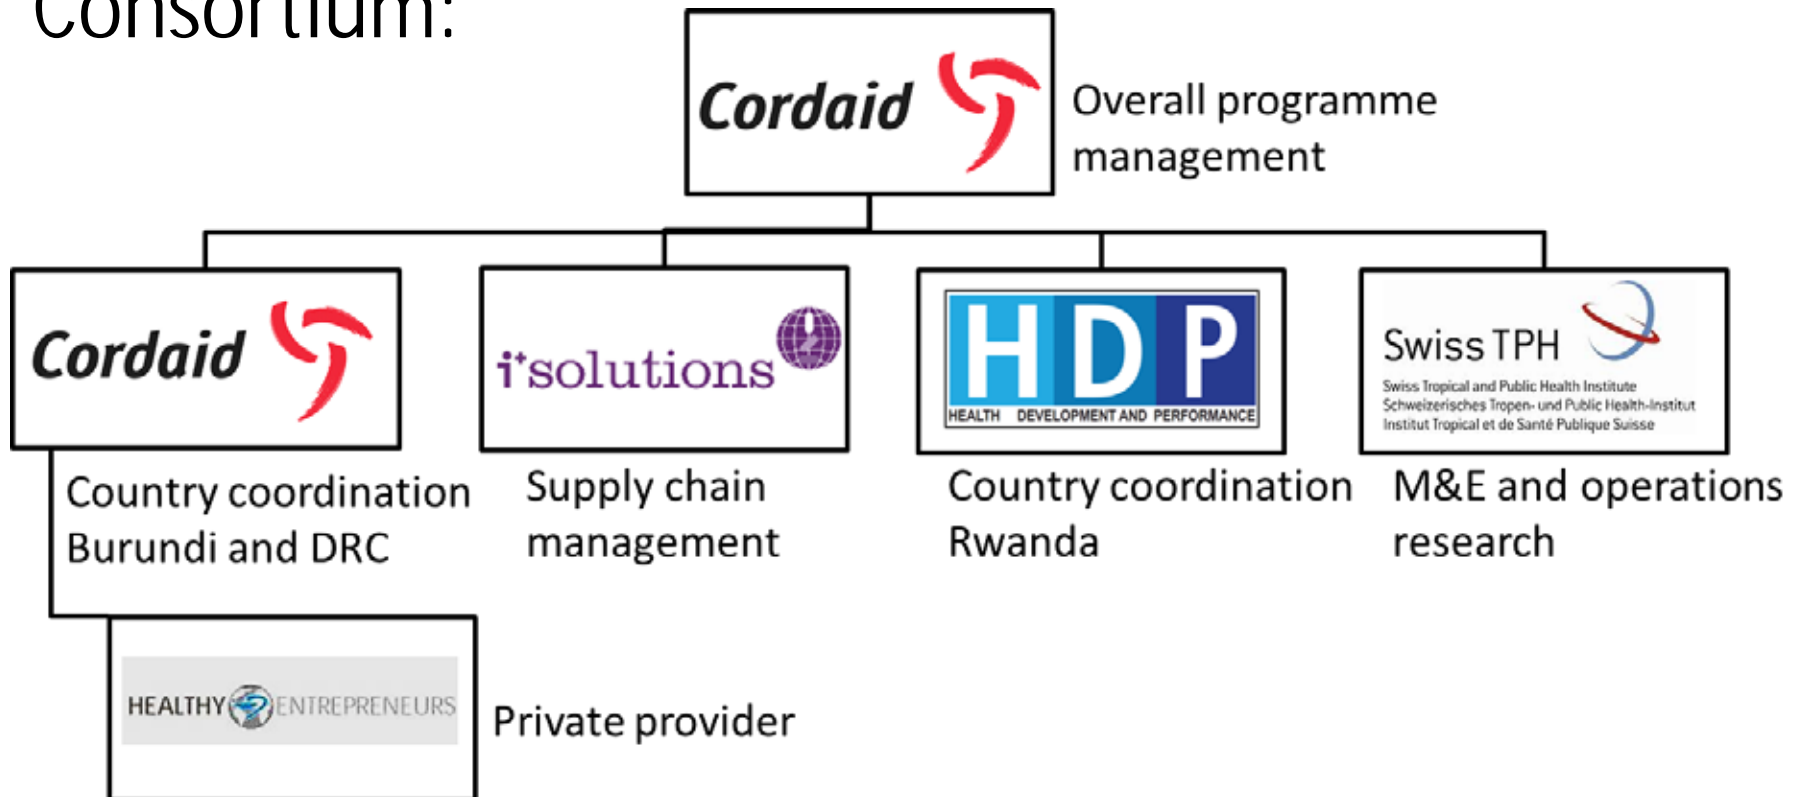 Consortium:
Cordaid
Overall programme
management
Cordaid
i+solutions
HDP
HEALTH DEVELOPMENT AND PERFORMANCE
Swiss TPH
Swiss Tropical and Public Health Institute
Schweizerisches Tropen- und Public Health-Institut
Institut Tropical et de Santé Publique Suisse
Country coordination
Burundi and DRC
Supply chain
management
Country coordination
Rwanda
M&E and operations
research
HEALTHY ENTREPRENEURS
Private provider